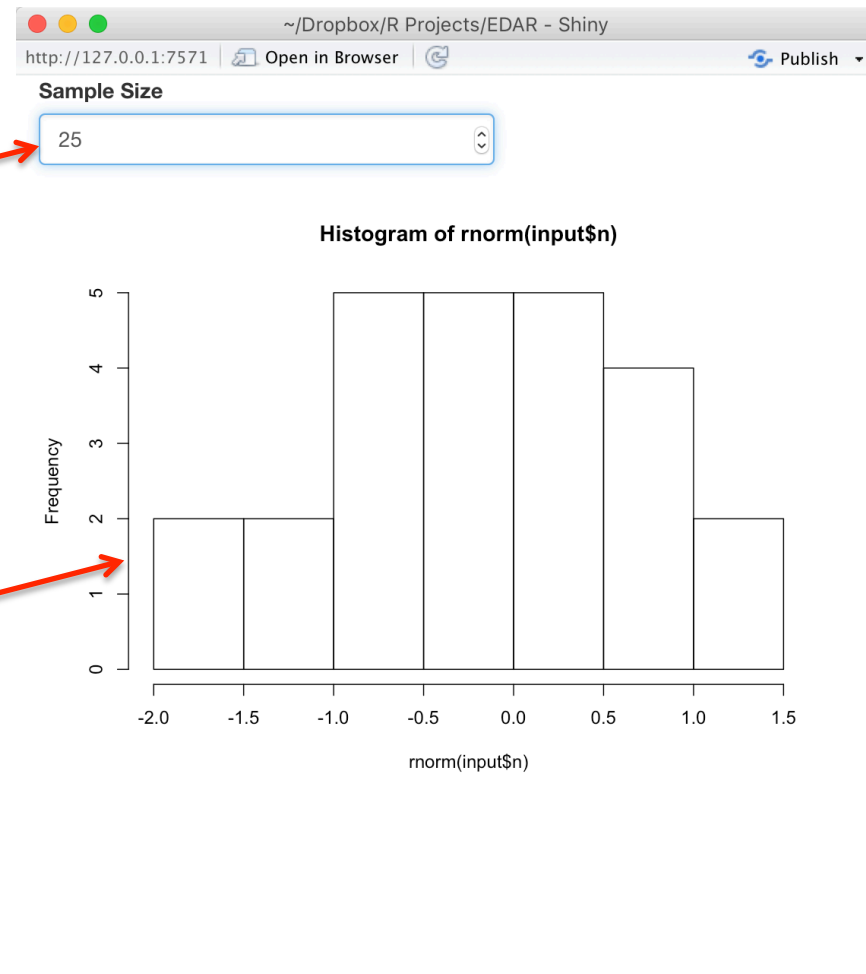 ~/Dropbox/R Projects/EDAR - Shiny
http://127.0.0.1:7571 Open in Browser Publish
Sample Size
25
Histogram of rnorm(input$n)
5
4
3
2
1
0
Frequency
-2.0 -1.5 -1.0 -0.5 0.0 0.5 1.0 1.5
rnorm(input$n)